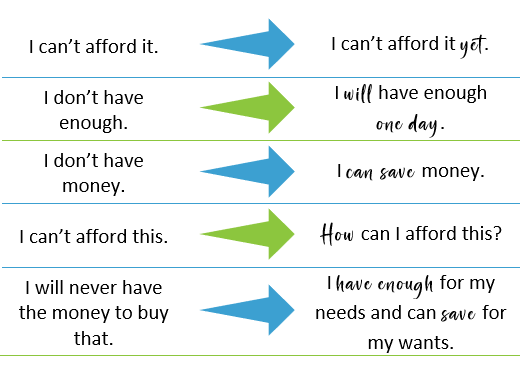 I can't afford it.
I can't afford it yet.
I don't have
enough.
I will have enough
one day.
I don't have
money.
I can save money.
I can't afford this.
How can I afford this?
I will never have
the money to buy
that.
I have enough for my
needs and can save for
my wants.